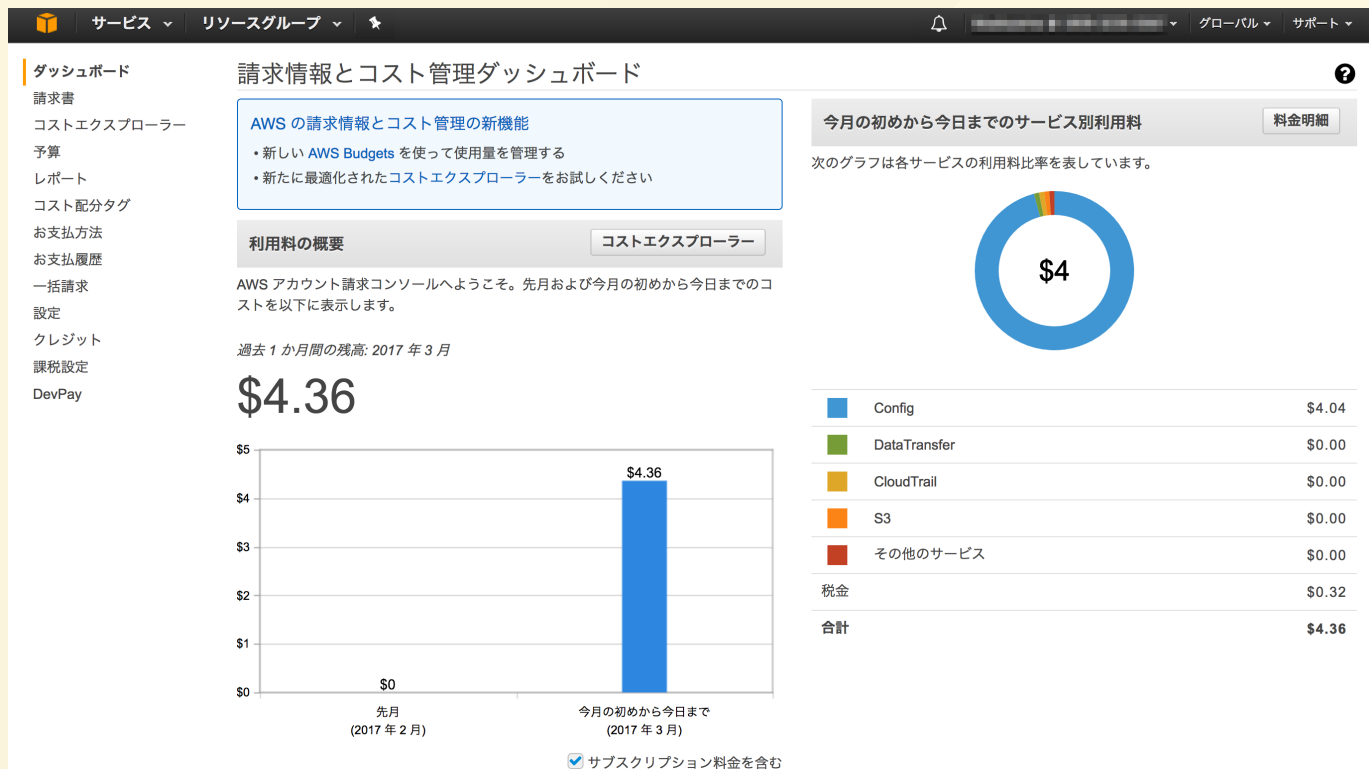 サービス
リソースグループ
グローバル
サポート
ダッシュボード
請求書
コストエクスプローラー
予算
レポート
コスト配分タグ
お支払方法
お支払履歴
一括請求
設定
クレジット
課税設定
DevPay
請求情報とコスト管理ダッシュボード
?
AWS の請求情報とコスト管理の新機能
• 新しい AWS Budgets を使って使用量を管理する
• 新たに最適化されたコストエクスプローラーをお試しください
利用料の概要
コストエクスプローラー
AWS アカウント請求コンソールへようこそ。先月および今月の初めから今日までのコ
ストを以下に表示します。
過去 1 か月間の残高: 2017 年 3 月
$4.36
$5
$4
$3
$2
$1
$0
$0
$4.36
先月
(2017 年 2 月)
今月の初めから今日まで
(2017 年 3 月)
サブスクリプション料金を含む
今月の初めから今日までのサービス別利用料
料金明細
次のグラフは各サービスの利用料比率を表しています。
$4
Config $4.04
DataTransfer $0.00
CloudTrail $0.00
S3 $0.00
その他のサービス $0.00
税金 $0.32
合計 $4.36